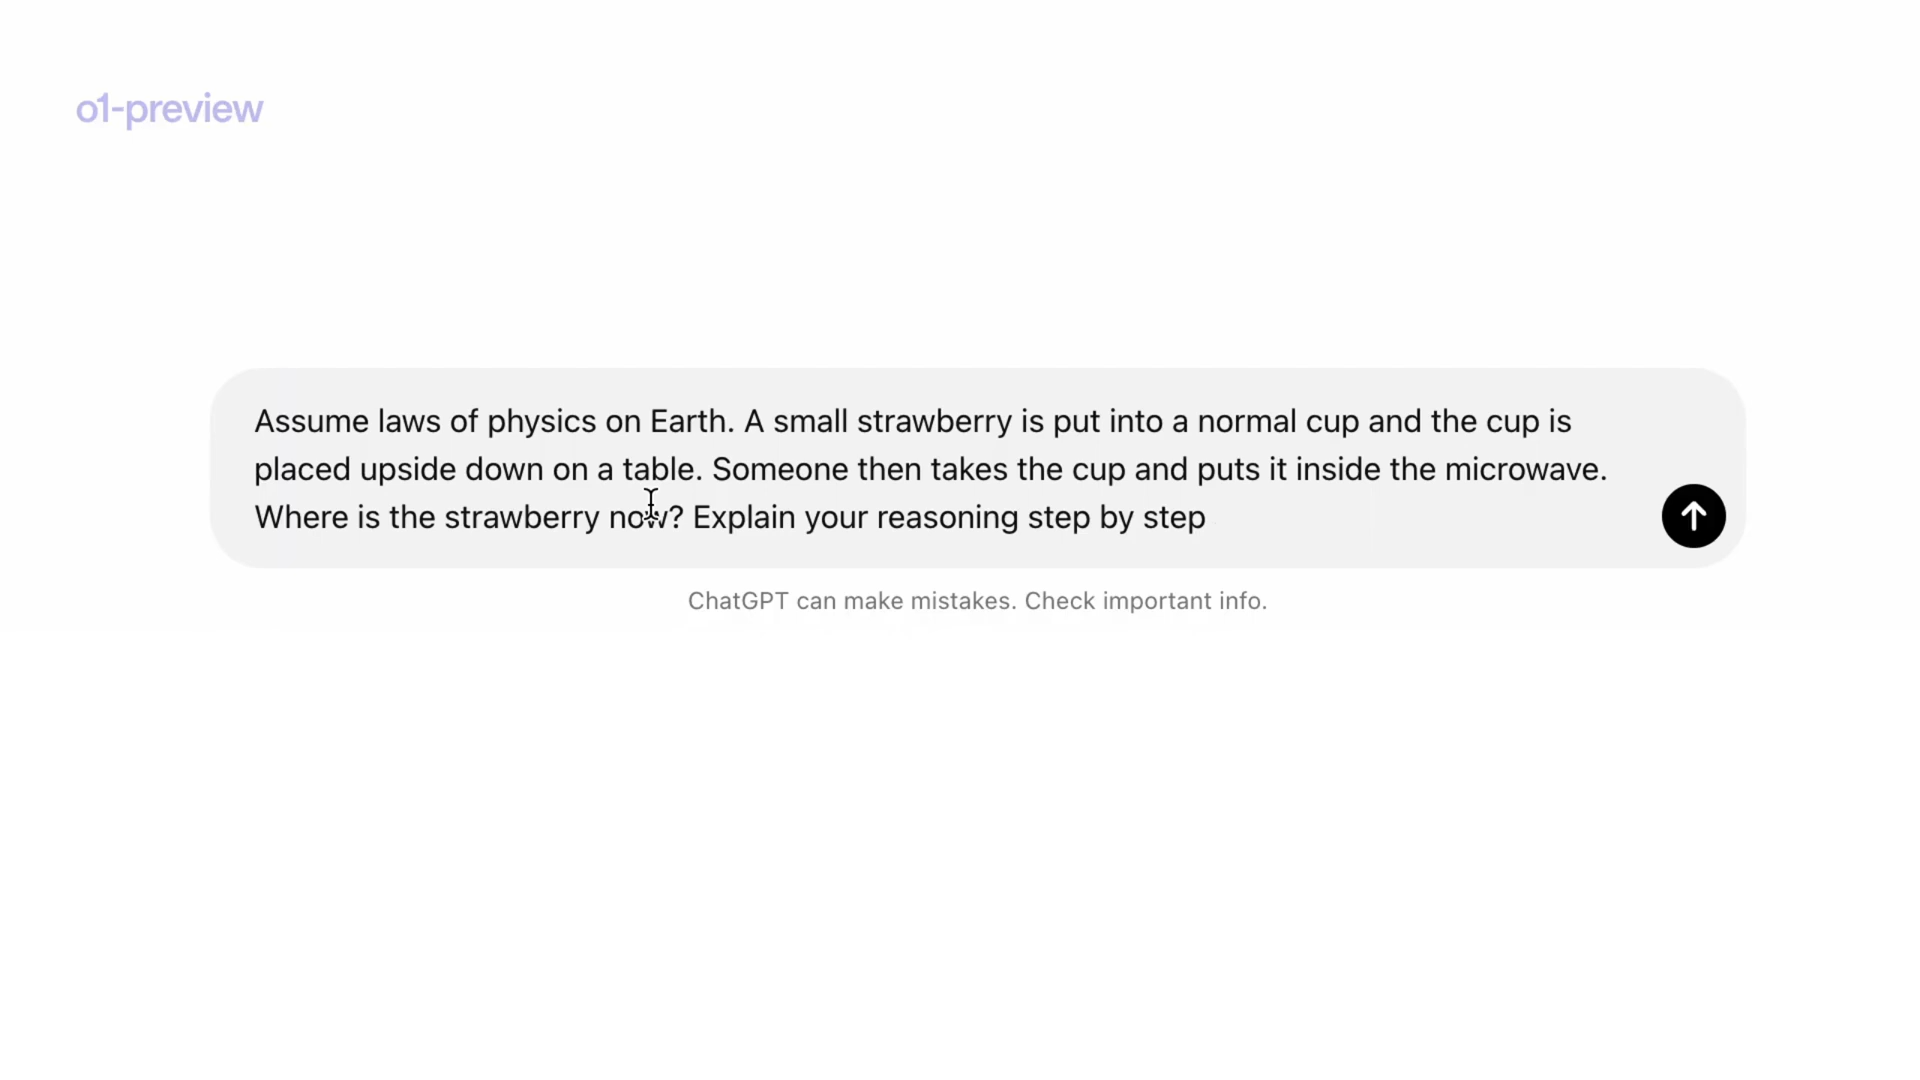 o1-preview
Assume laws of physics on Earth. A small strawberry is put into a normal cup and the cup is
placed upside down on a table. Someone then takes the cup and puts it inside the microwave.
Where is the strawberry now? Explain your reasoning step by step
ChatGPT can make mistakes. Check important info.